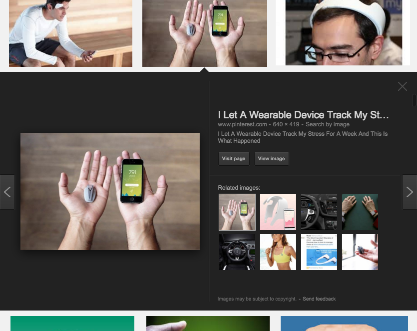 I Let A Wearable Device Track My St...
www.pinterest.com - 640 × 419 - Search by image
I Let A Wearable Device Track My Stress For A Week And This Is
What Happened
Visit page
View image
Related images:
Images may be subject to copyright. - Send feedback